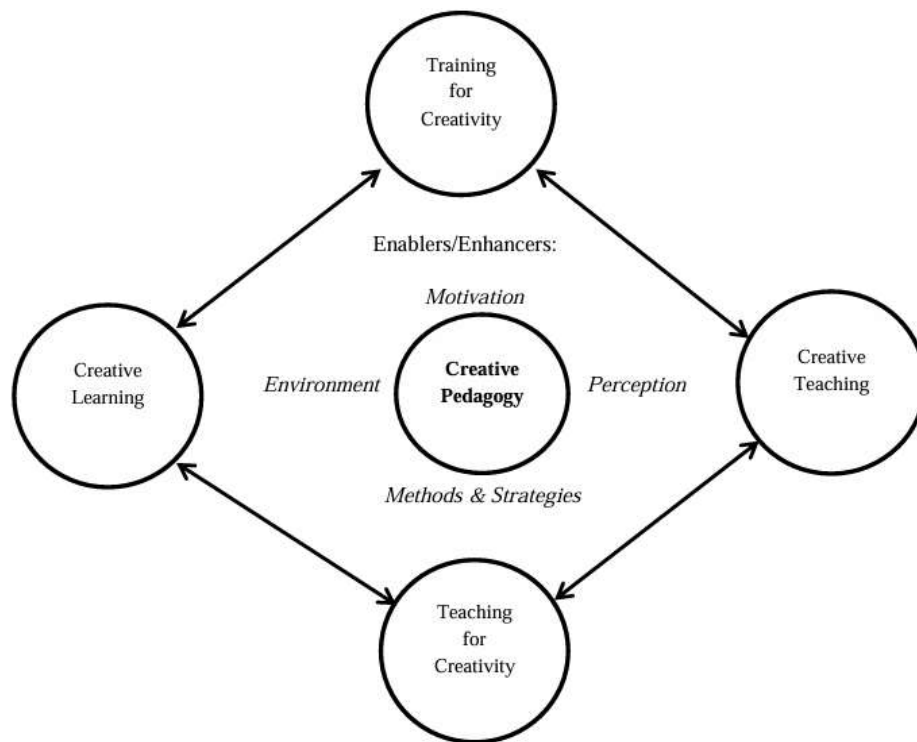 Training
for
Creativity
Enablers/Enhancers:
Motivation
Creative
Learning
Environment
Creative
Pedagogy
Perception
Creative
Teaching
Methods & Strategies
Teaching
for
Creativity